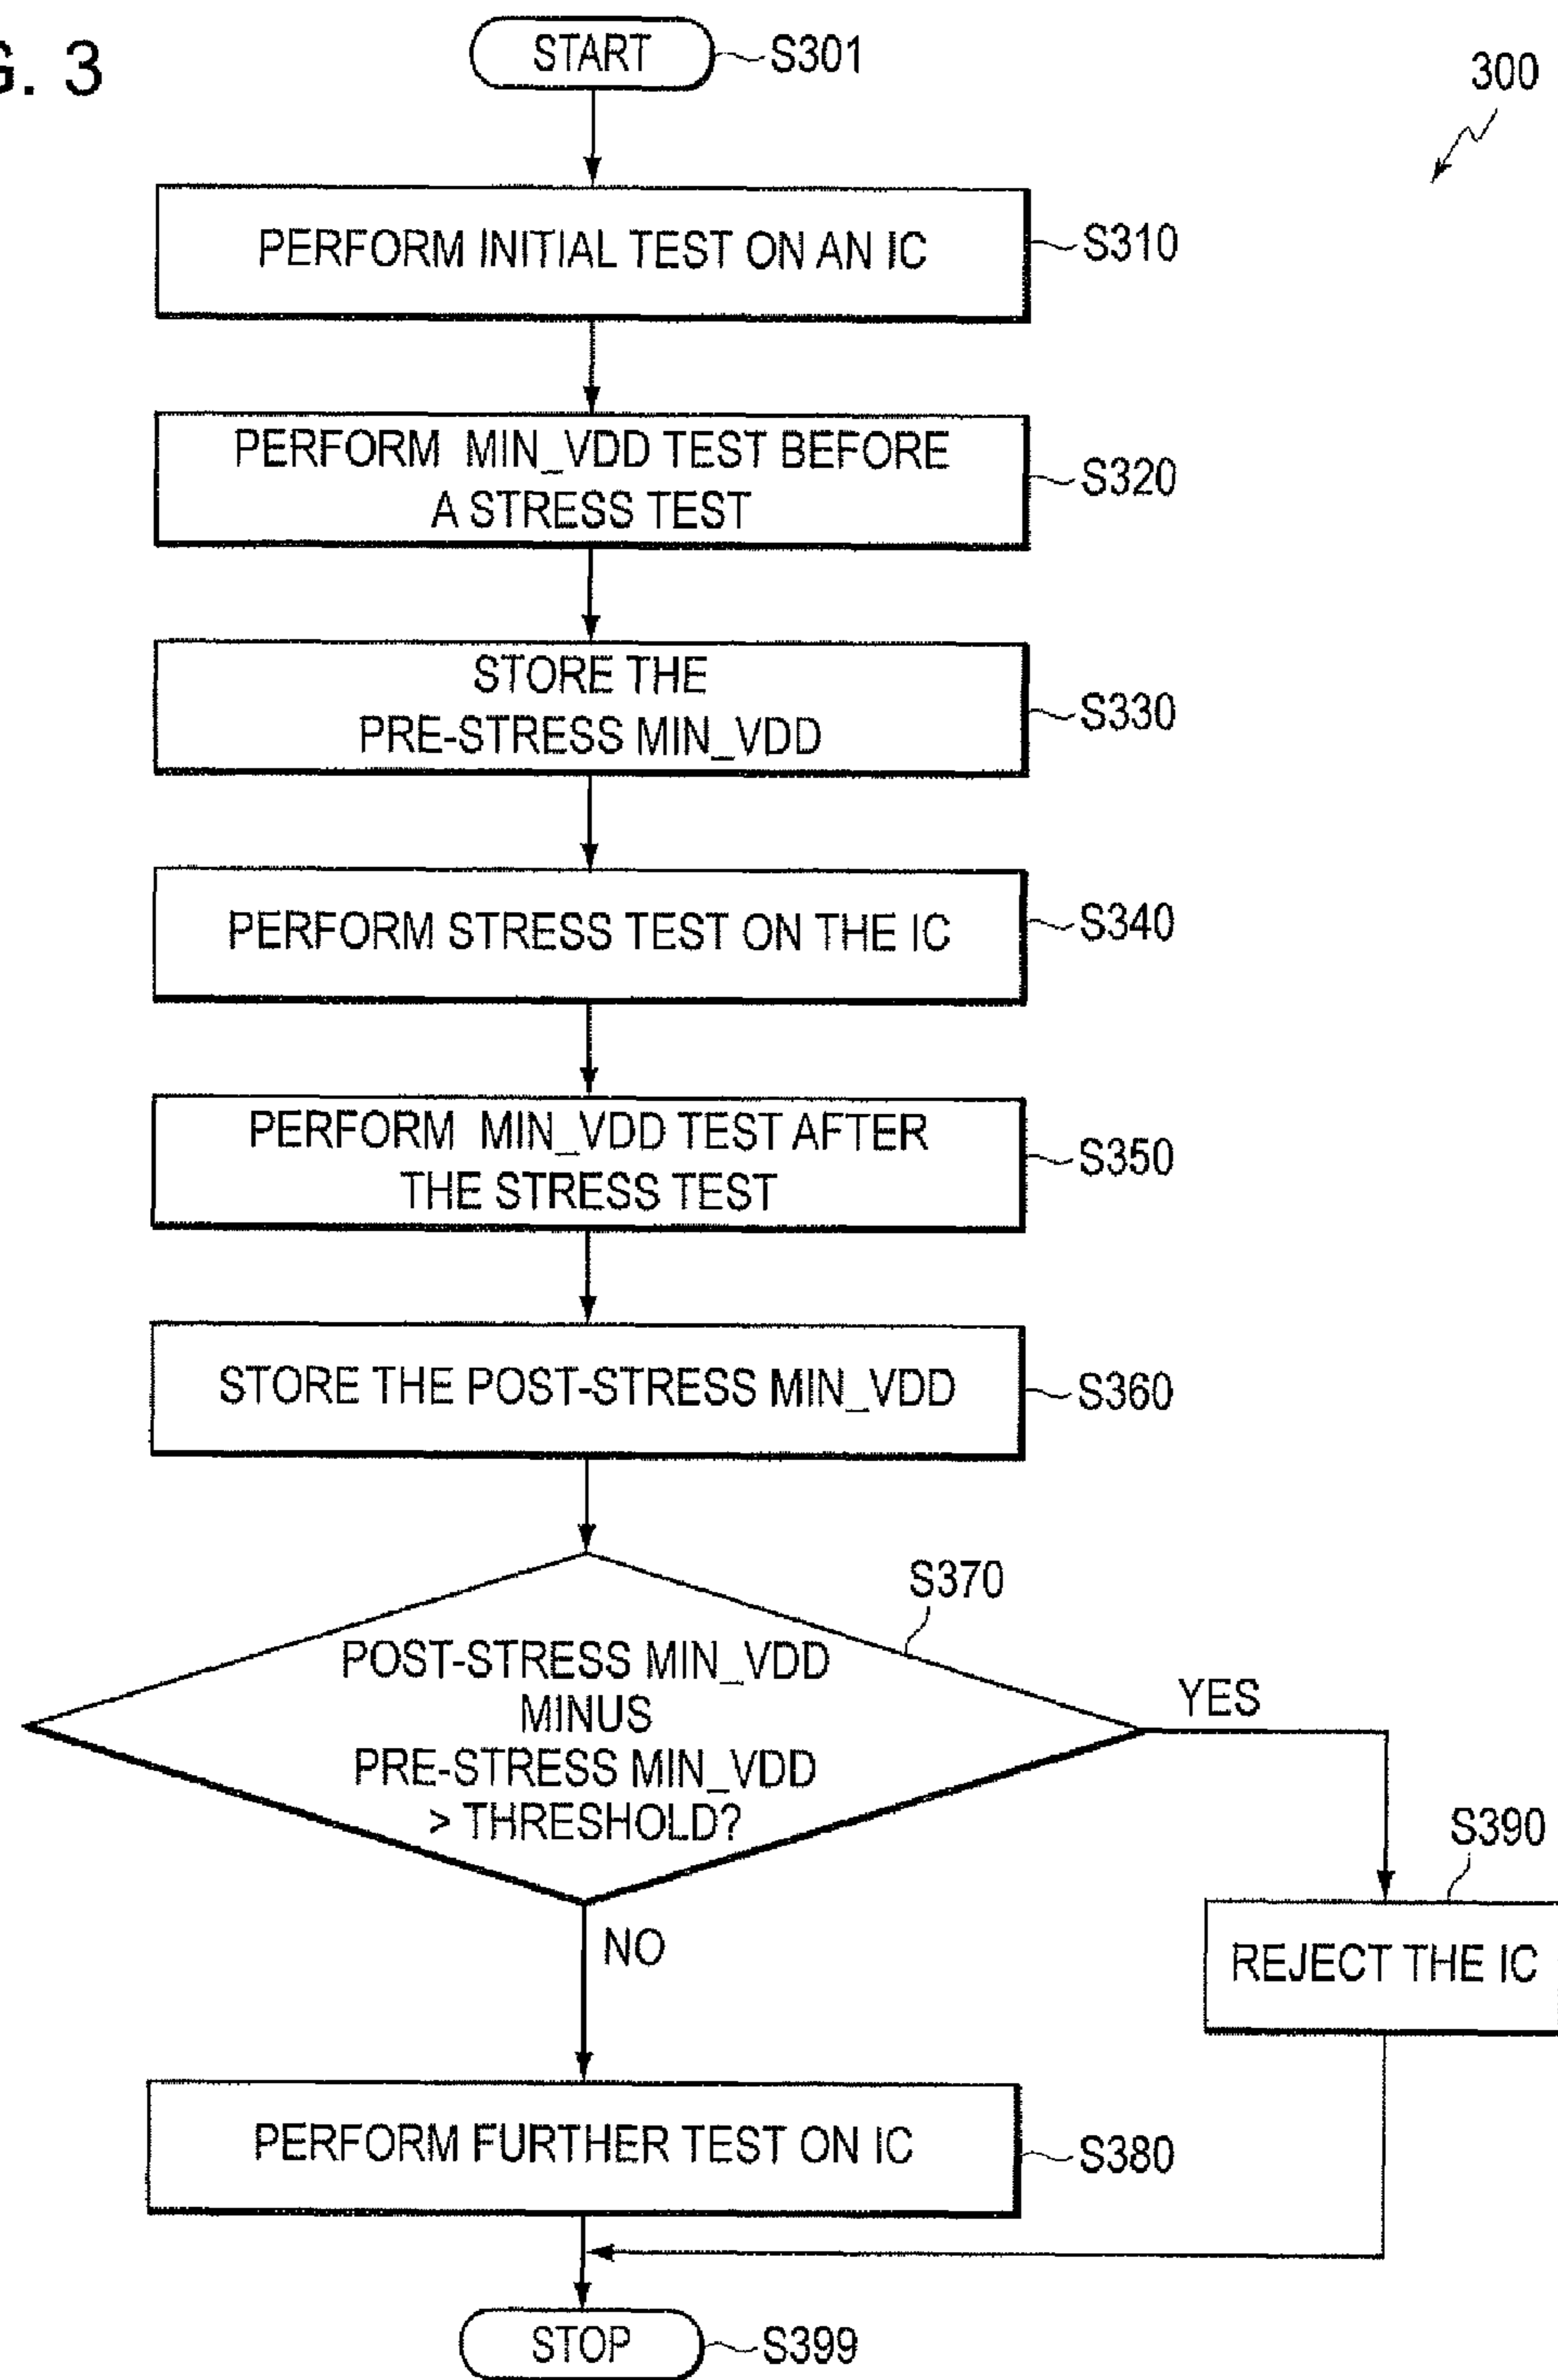 G. 3
START
S301
300
PERFORM INITIAL TEST ON AN IC
S310
PERFORM MIN_VDD TEST BEFORE
A STRESS TEST
S320
STORE THE
PRE-STRESS MIN_VDD
S330
PERFORM STRESS TEST ON THE IC
S340
PERFORM MIN_VDD TEST AFTER
THE STRESS TEST
S350
STORE THE POST-STRESS MIN_VDD
S360
S370
POST-STRESS MIN_VDD
MINUS
PRE-STRESS MIN_VDD
> THRESHOLD?
YES
NO
S390
REJECT THE IC
PERFORM FURTHER TEST ON IC
S380
STOP
S399